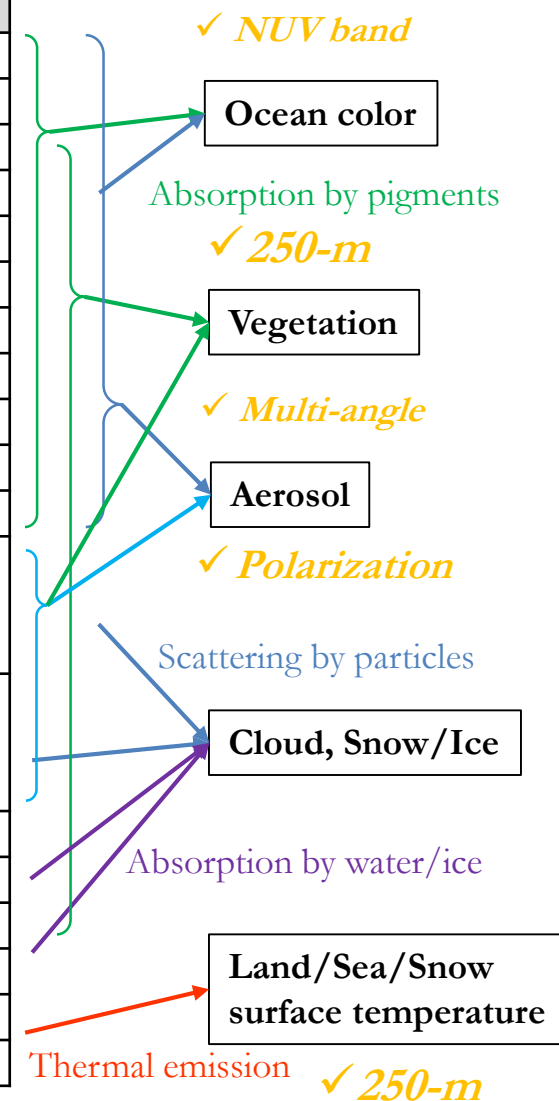 ✓ NUV band
Ocean color
Absorption by pigments
✓ 250-m
Vegetation
✓ Multi-angle
Aerosol
✓ Polarization
Scattering by particles
Cloud, Snow/Ice
Absorption by water/ice
Land/Sea/Snow
surface temperature
Thermal emission
✓ 250-m